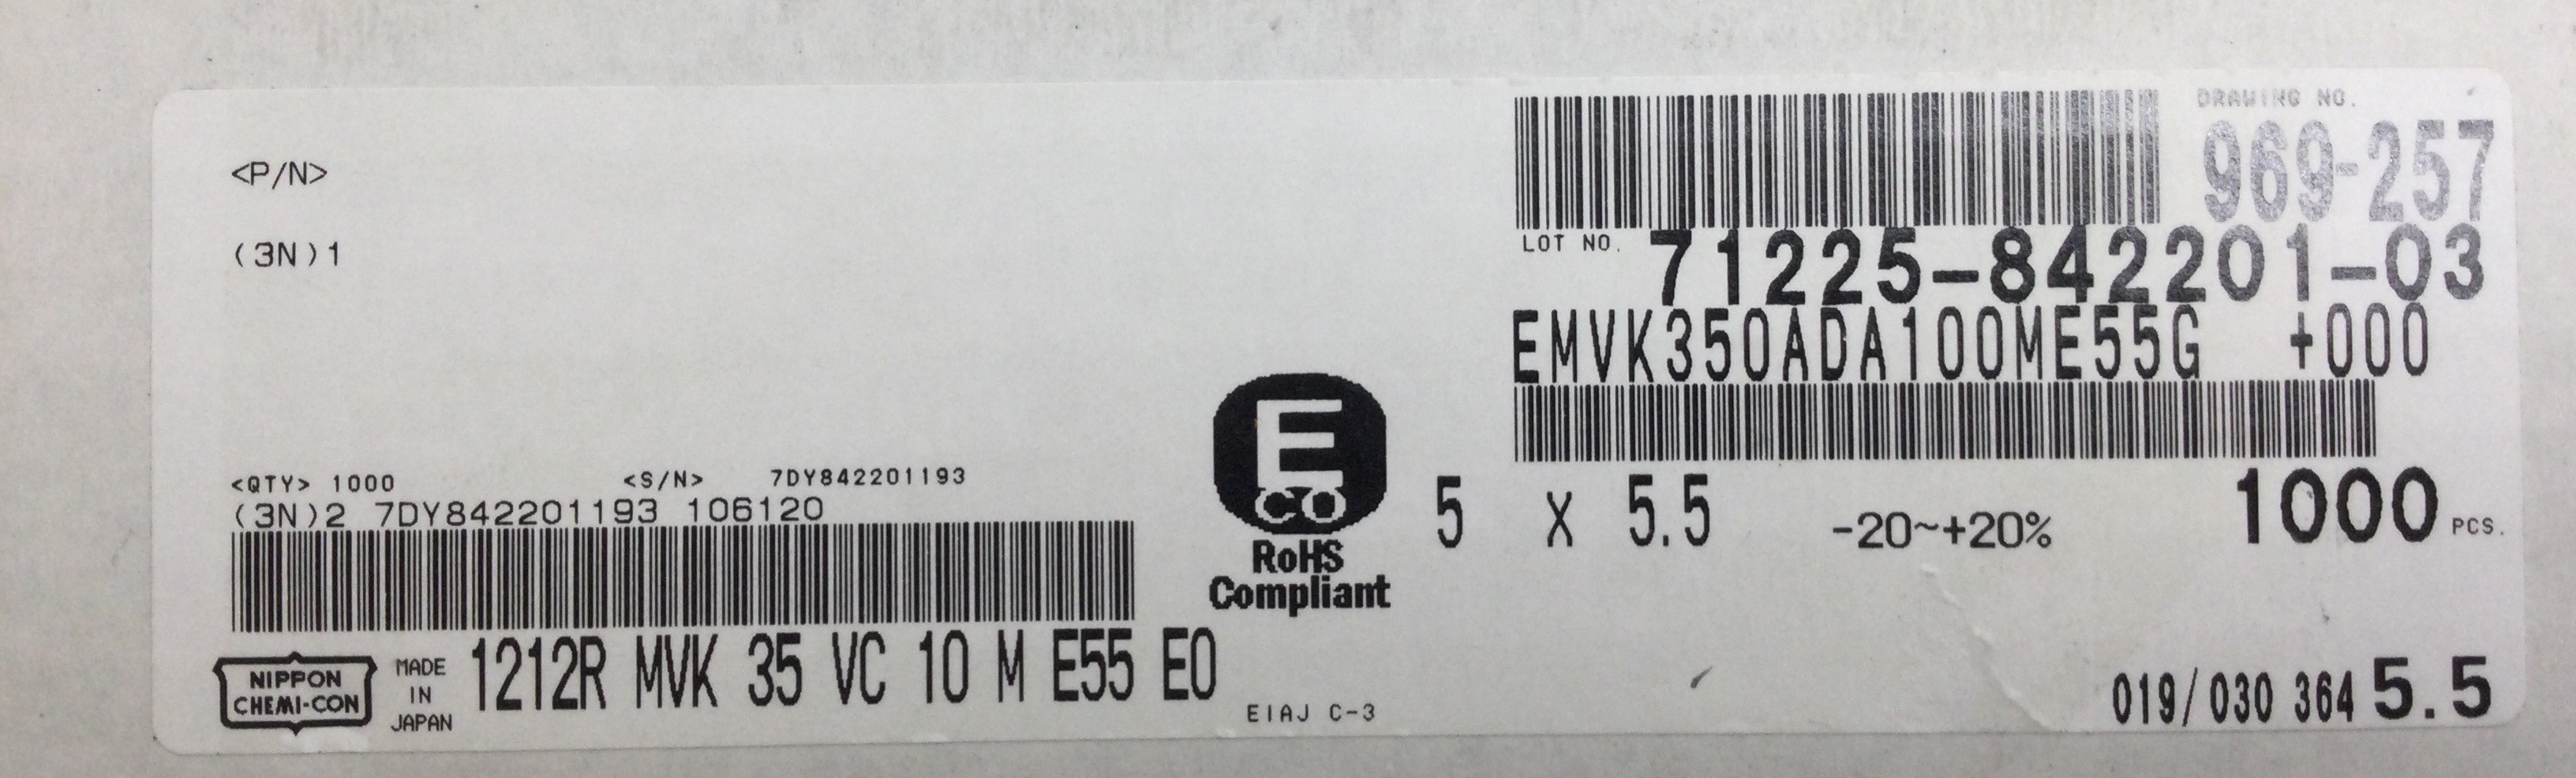 <P/N>
(3N)1
<QTY> 1000 <S/N> 7DY842201193
(3N)2 7DY842201193 106120
NIPPON
CHEMI-CON
MADE
IN
JAPAN
1212R MVK 35 VC 10 M E55 E0
E
CO
RoHS
Compliant
EIAJ C-3
DRAWING NO.
969-257
LOT NO. 71225-842201-03
EMVK350ADA100ME55G +000
5 X 5.5 -20~+20% 1000 PCS.
019/030 364 5.5